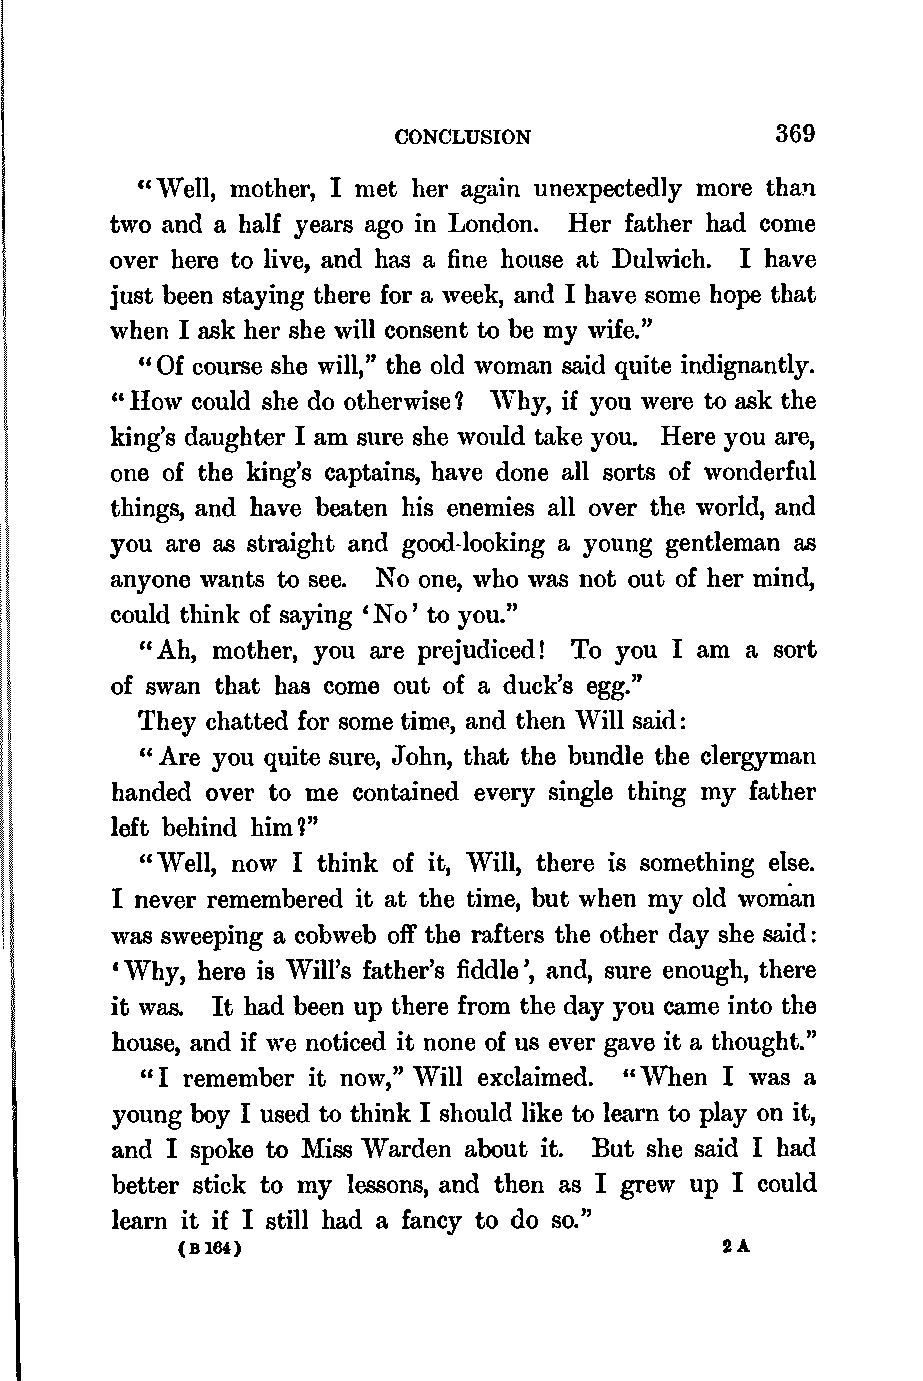 CONCLUSION 369
“Well, mother, I met her again unexpectedly more than
two and a half years ago in London. Her father had come
over here to live, and has a fine house at Dulwich. I have
just been staying there for a week, and I have some hope that
when I ask her she will consent to be my wife.”
“Of course she will,” the old woman said quite indignantly.
“How could she do otherwise? Why, if you were to ask the
king’s daughter I am sure she would take you. Here you are,
one of the king’s captains, have done all sorts of wonderful
things, and have beaten his enemies all over the world, and
you are as straight and good-looking a young gentleman as
anyone wants to see. No one, who was not out of her mind,
could think of saying ‘No’ to you.”
“Ah, mother, you are prejudiced! To you I am a sort
of swan that has come out of a duck’s egg.”
They chatted for some time, and then Will said:
“Are you quite sure, John, that the bundle the clergyman
handed over to me contained every single thing my father
left behind him?”
“Well, now I think of it, Will, there is something else.
I never remembered it at the time, but when my old woman
was sweeping a cobweb off the rafters the other day she said:
‘Why, here is Will’s father’s fiddle’, and, sure enough, there
it was. It had been up there from the day you came into the
house, and if we noticed it none of us ever gave it a thought.”
“I remember it now,” Will exclaimed. “When I was a
young boy I used to think I should like to learn to play on it,
and I spoke to Miss Warden about it. But she said I had
better stick to my lessons, and then as I grew up I could
learn it if I still had a fancy to do so.”
(B 164) 2 A